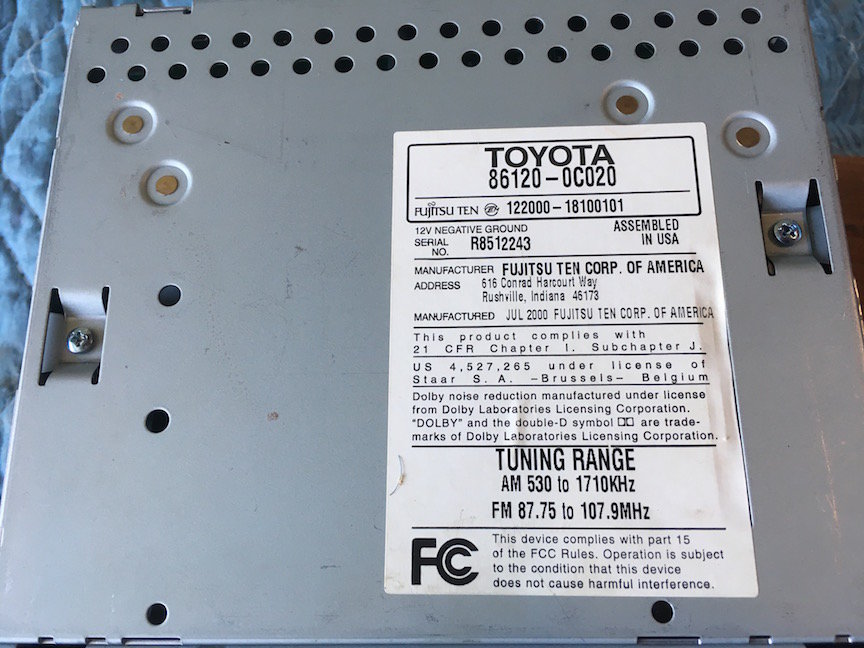 TOYOTA
86120-0C020
FUJITSU TEN 122000-18100101
12V NEGATIVE GROUND
ASSEMBLED
IN USA
SERIAL
NO.
R8512243
MANUFACTURER FUJITSU TEN CORP. OF AMERICA
ADDRESS 616 Conrad Harcourt Way
Rushville, Indiana 46173
MANUFACTURED JUL 2000 FUJITSU TEN CORP. OF AMERICA
This product complies with
21 CFR Chapter I. Subchapter J.
US 4,527,265 under license of
Staar S. A. -Brussels- Belgium
Dolby noise reduction manufactured under license
from Dolby Laboratories Licensing Corporation.
"DOLBY" and the double-D symbol are trade-
marks of Dolby Laboratories Licensing Corporation.
TUNING RANGE
AM 530 to 1710KHz
FM 87.75 to 107.9MHz
FC
This device complies with part 15
of the FCC Rules. Operation is subject
to the condition that this device
does not cause harmful interference.